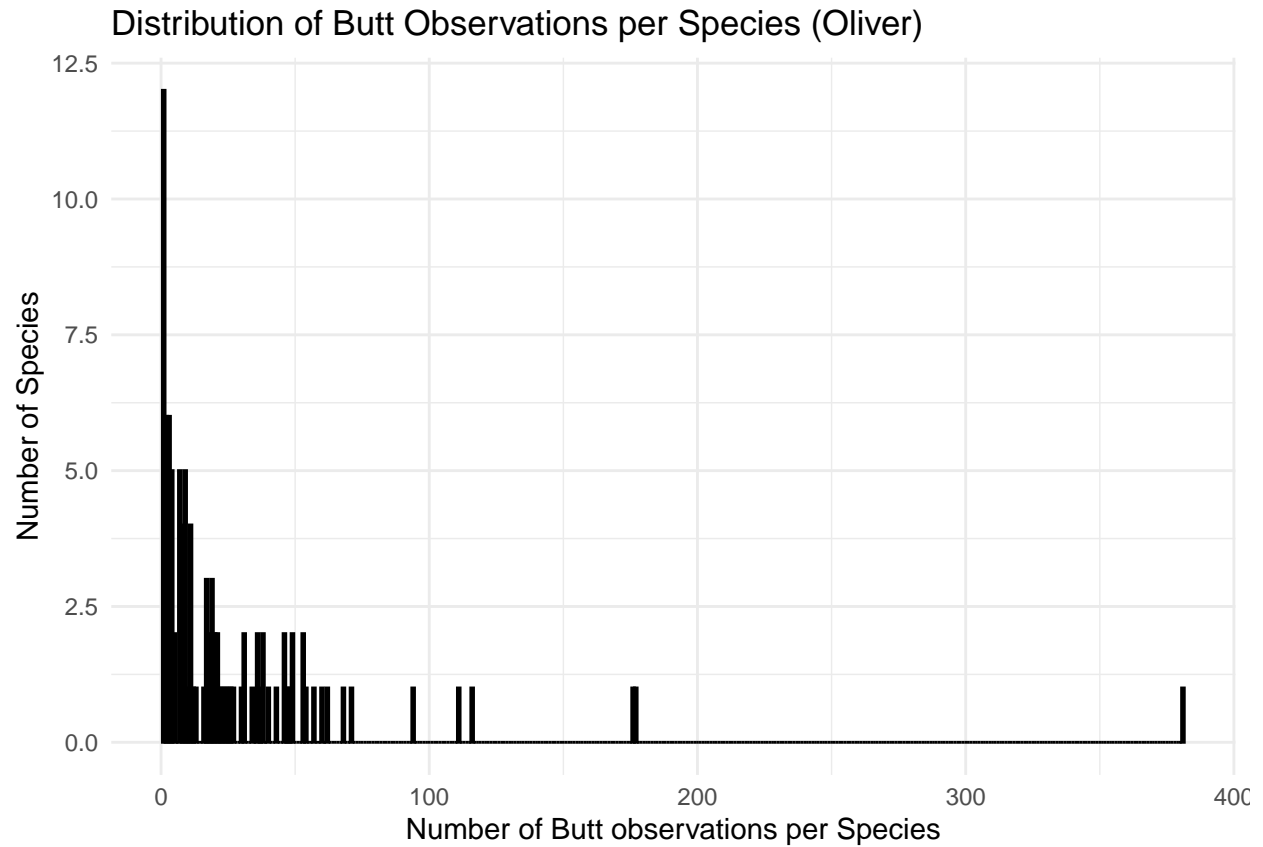 Distribution of Butt Observations per Species (Oliver)
12.5
10.0
7.5
5.0
2.5
0.0
Number of Species
0 100 200 300 400
Number of Butt observations per Species